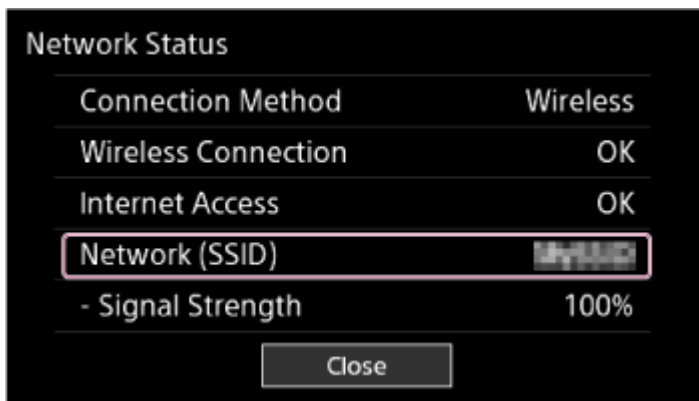 Network Status
Connection Method Wireless
Wireless Connection OK
Internet Access OK
Network (SSID)
- Signal Strength 100%
Close